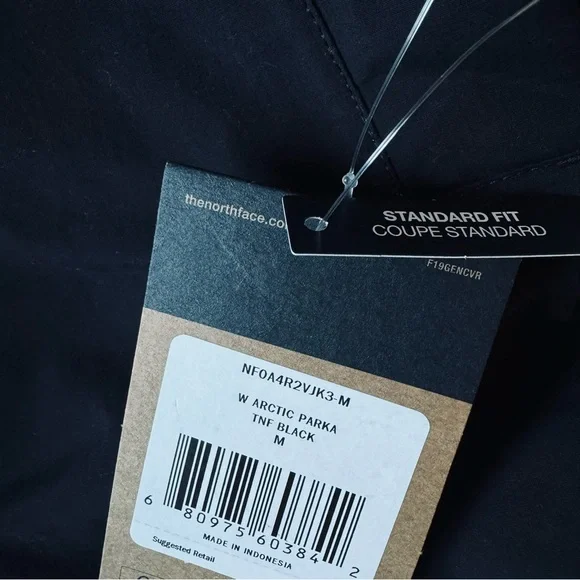 thenorthface.co
STANDARD FIT
COUPE STANDARD
F19GENCVR
NF0A4R2VJK3-M
W ARCTIC PARKA
TNF BLACK
M
6 80975 60384 2
MADE IN INDONESIA
Suggested Retail